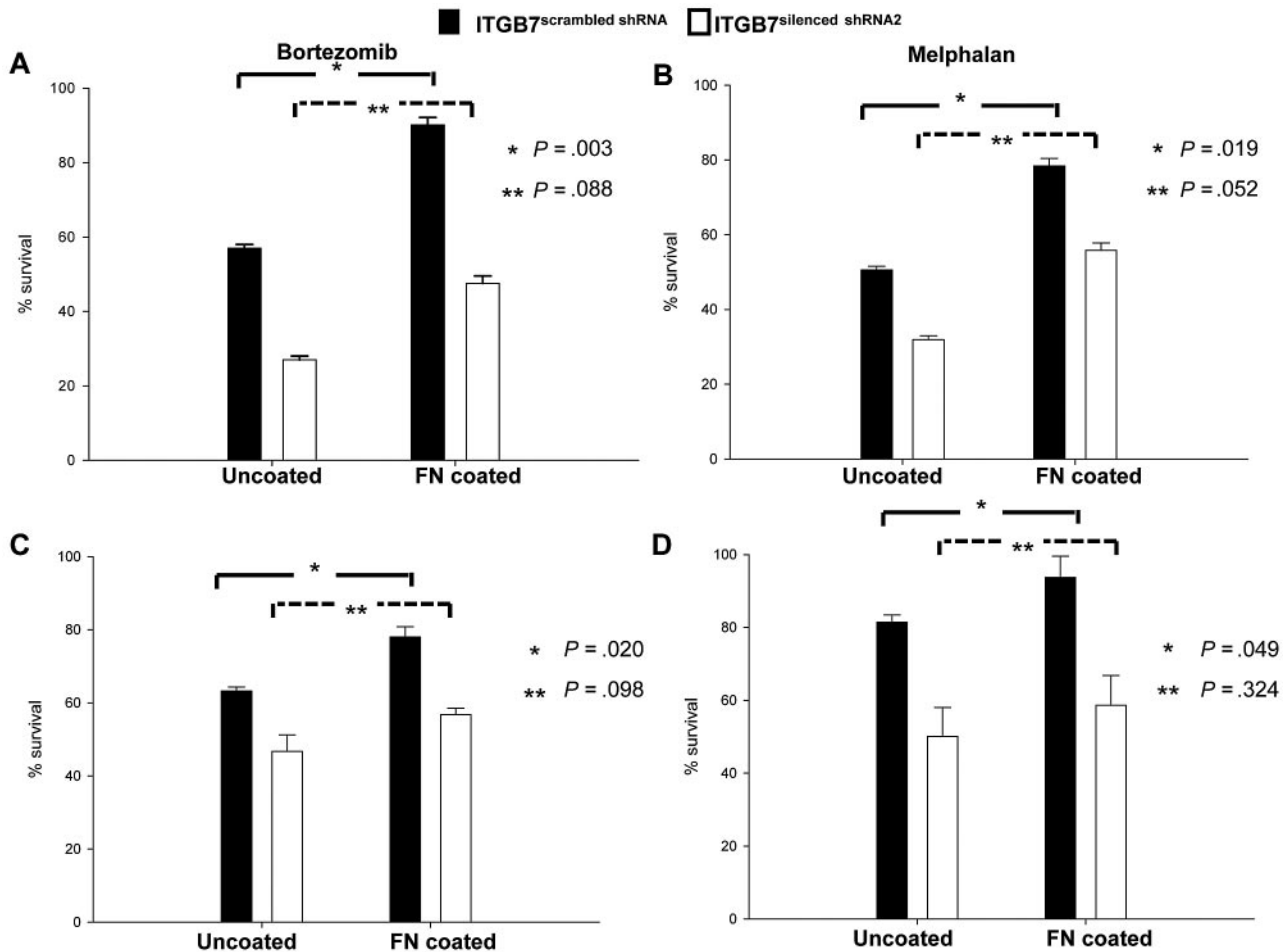 ITGB7scrambled shRNA ITGB7silenced shRNA2
Bortezomib
A
*
**
* P = .003
** P = .088
% survival
100
80
60
40
20
0
Uncoated FN coated
Melphalan
B
*
**
* P = .019
** P = .052
% survival
100
80
60
40
20
0
Uncoated FN coated
C
*
**
* P = .020
** P = .098
% survival
100
80
60
40
20
0
Uncoated FN coated
D
*
**
* P = .049
** P = .324
% survival
100
80
60
40
20
0
Uncoated FN coated